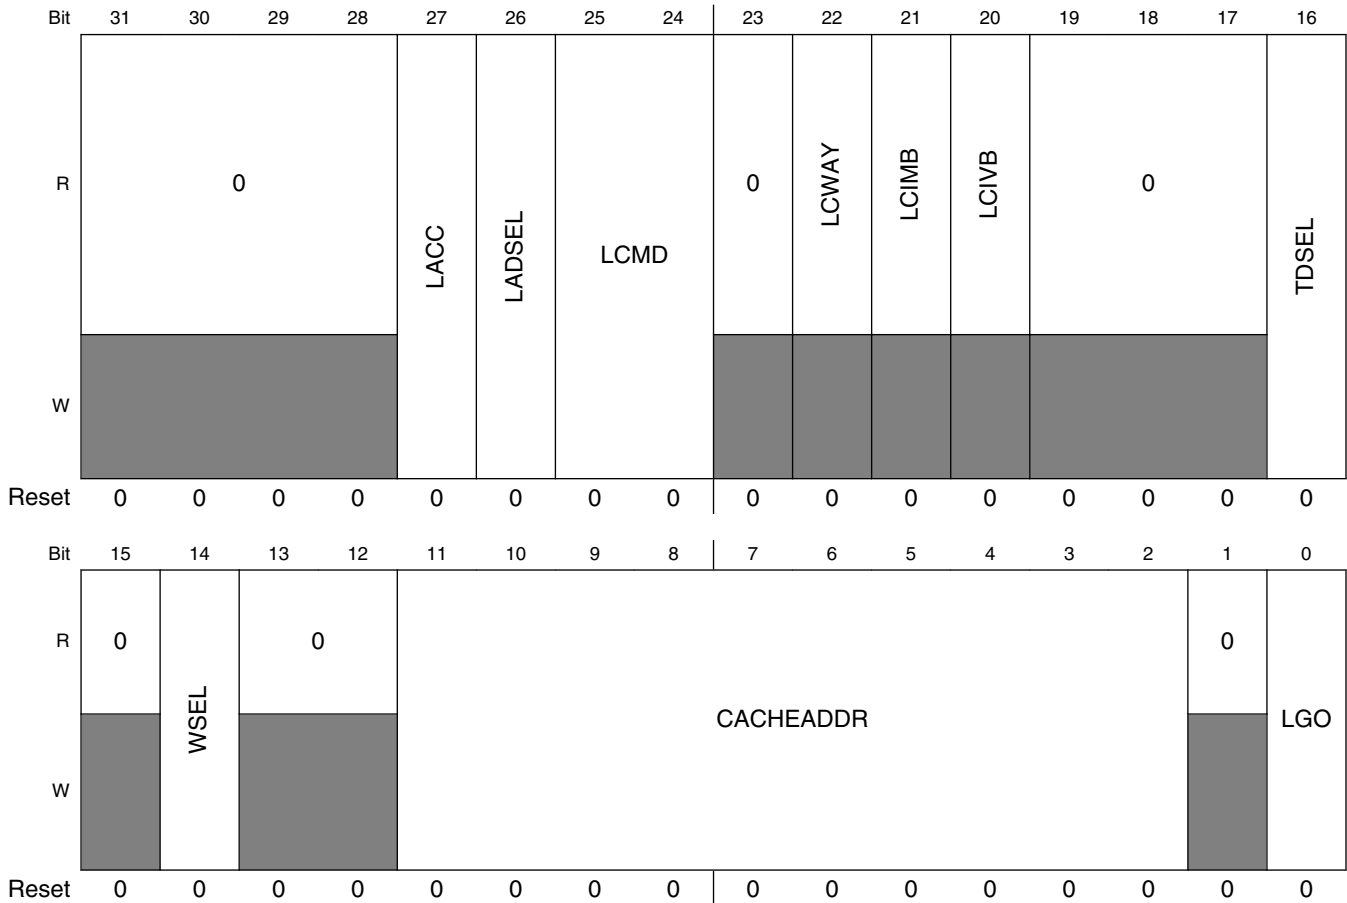 Bit 31 30 29 28 27 26 25 24 23 22 21 20 19 18 17 16
R 0 LACC LADSEL LCMD 0 LCWAY LCIMB LCIVB 0 TDSEL
W
Reset 0 0 0 0 0 0 0 0 0 0 0 0 0 0 0 0
Bit 15 14 13 12 11 10 9 8 7 6 5 4 3 2 1 0
R 0 WSEL 0 CACHEADDR 0 LGO
W
Reset 0 0 0 0 0 0 0 0 0 0 0 0 0 0 0 0